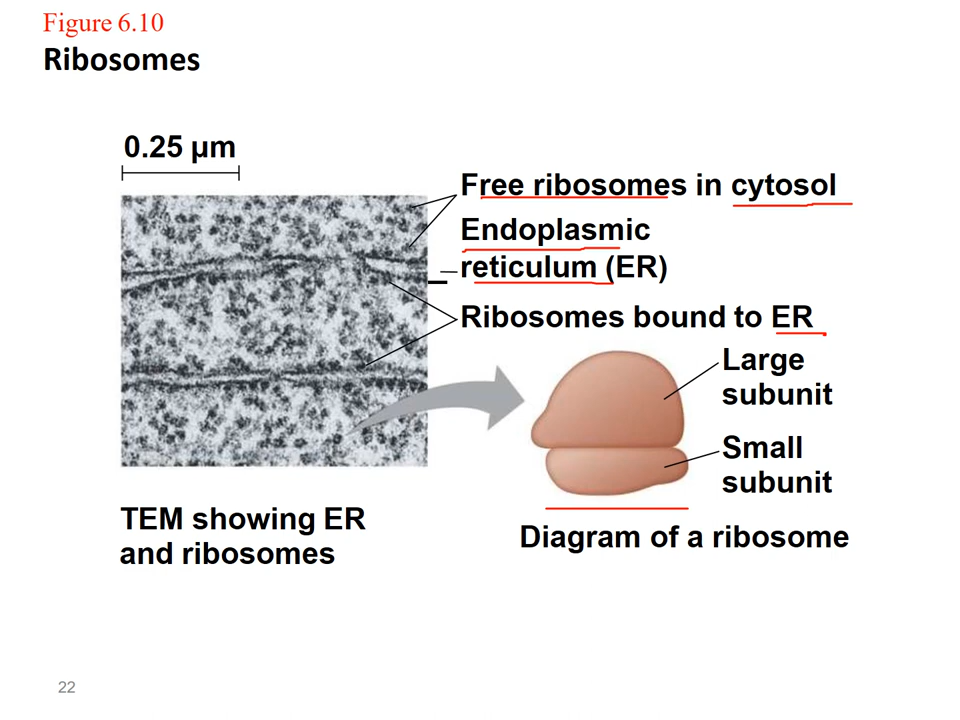 Figure 6.10
Ribosomes
0.25 µm
Free ribosomes in cytosol
Endoplasmic
reticulum (ER)
Ribosomes bound to ER
Large
subunit
Small
subunit
TEM showing ER
and ribosomes
Diagram of a ribosome
22